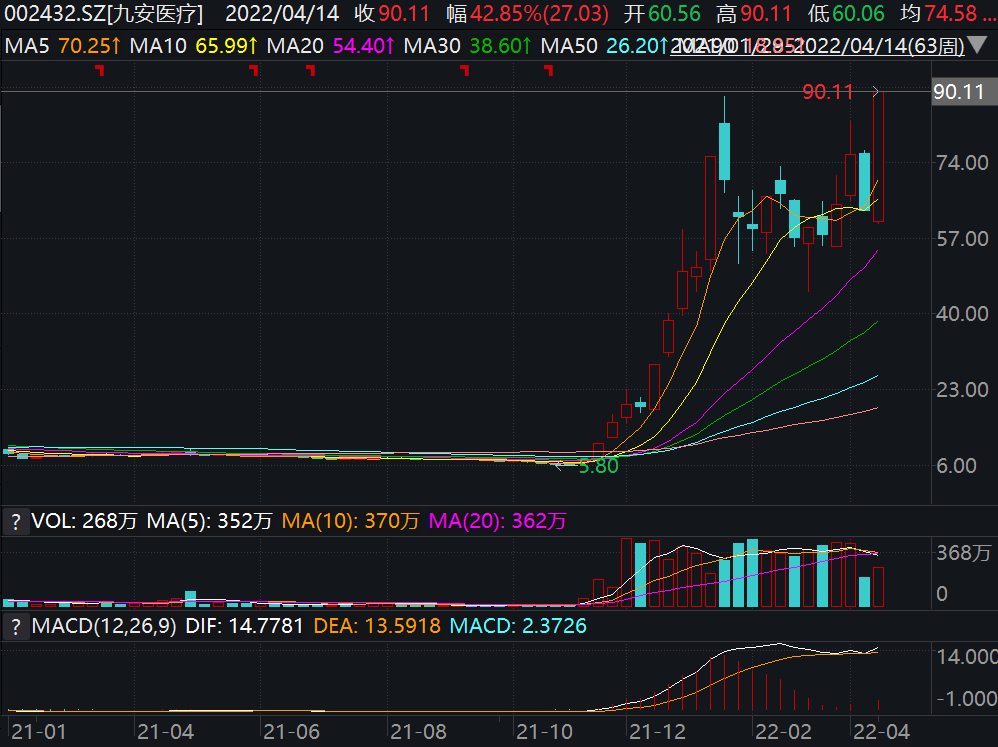 002432.SZ[九安医疗] 2022/04/14 收90.11 幅42.85%(27.03) 开60.56 高90.11 低60.06 均74.58 ...
MA5 70.25↑ MA10 65.99↑ MA20 54.40↑ MA30 38.60↑ MA50 26.20↑ 2022/04/14(63周)▼
90.11
90.11
74.00
57.00
40.00
23.00
5.80
6.00
? VOL: 268万 MA(5): 352万 MA(10): 370万 MA(20): 362万
368万
0
? MACD(12,26,9) DIF: 14.7781 DEA: 13.5918 MACD: 2.3726
14.000
-1.000
21-01 21-04 21-06 21-08 21-10 21-12 22-02 22-04